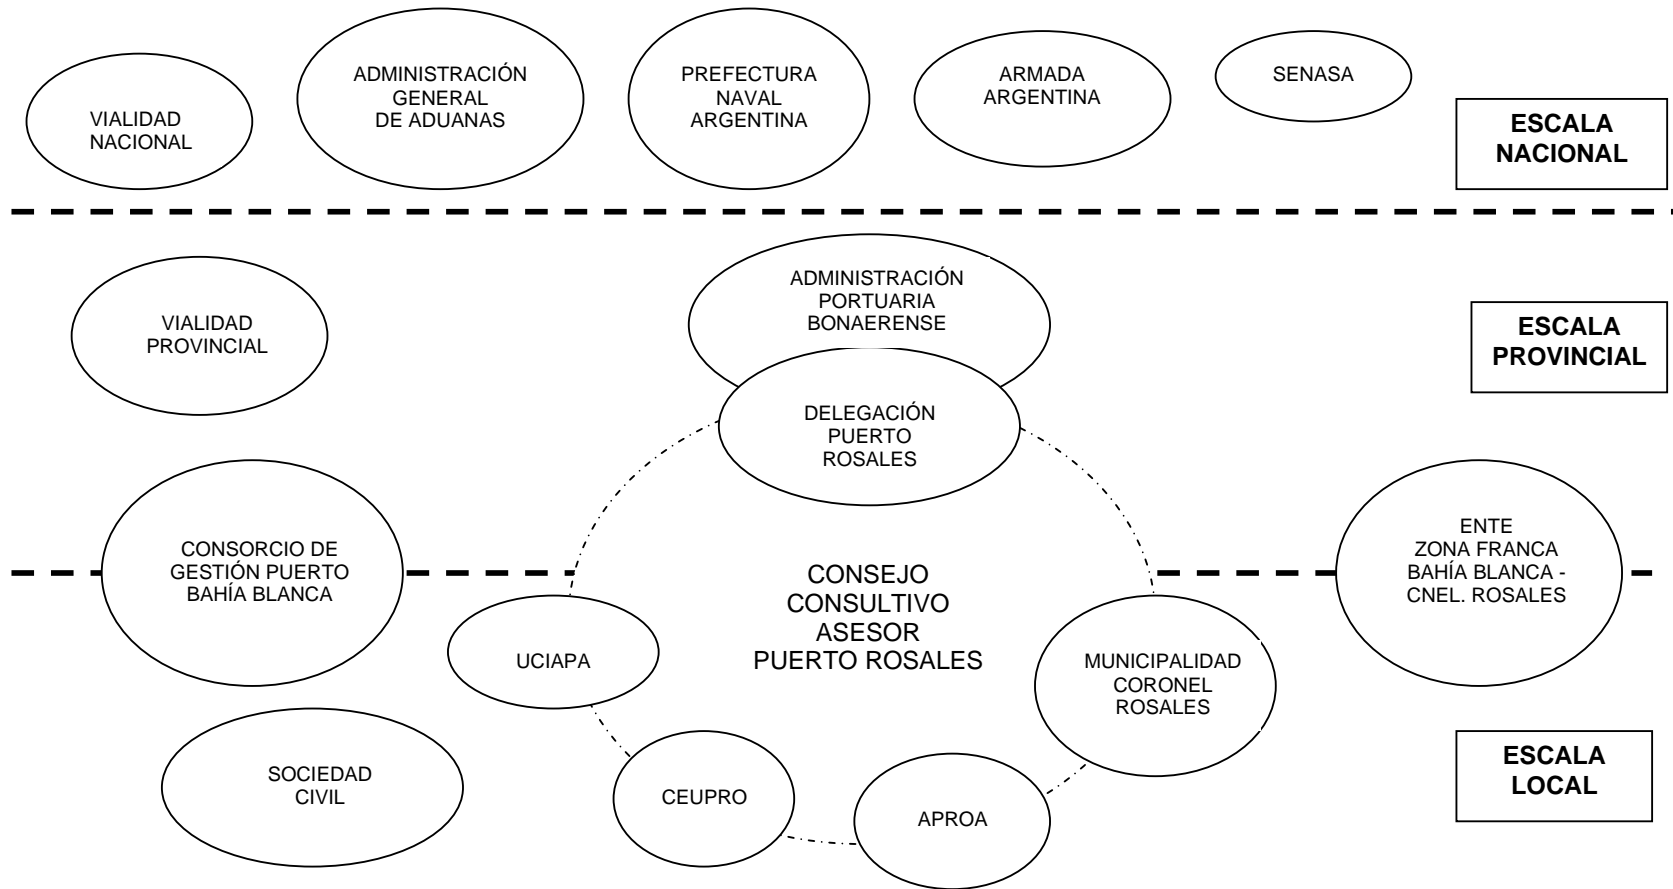 VIALIDAD
NACIONAL
ADMINISTRACIÓN
GENERAL
DE ADUANAS
PREFECTURA
NAVAL
ARGENTINA
ARMADA
ARGENTINA
SENASA
ESCALA
NACIONAL
VIALIDAD
PROVINCIAL
ADMINISTRACIÓN
PORTUARIA
BONAERENSE
ESCALA
PROVINCIAL
DELEGACIÓN
PUERTO
ROSALES
CONSORCIO DE
GESTIÓN PUERTO
BAHÍA BLANCA
CONSEJO
CONSULTIVO
ASESOR
PUERTO ROSALES
ENTE
ZONA FRANCA
BAHÍA BLANCA -
CNEL. ROSALES
UCIAPA
MUNICIPALIDAD
CORONEL
ROSALES
SOCIEDAD
CIVIL
CEUPRO
APROA
ESCALA
LOCAL